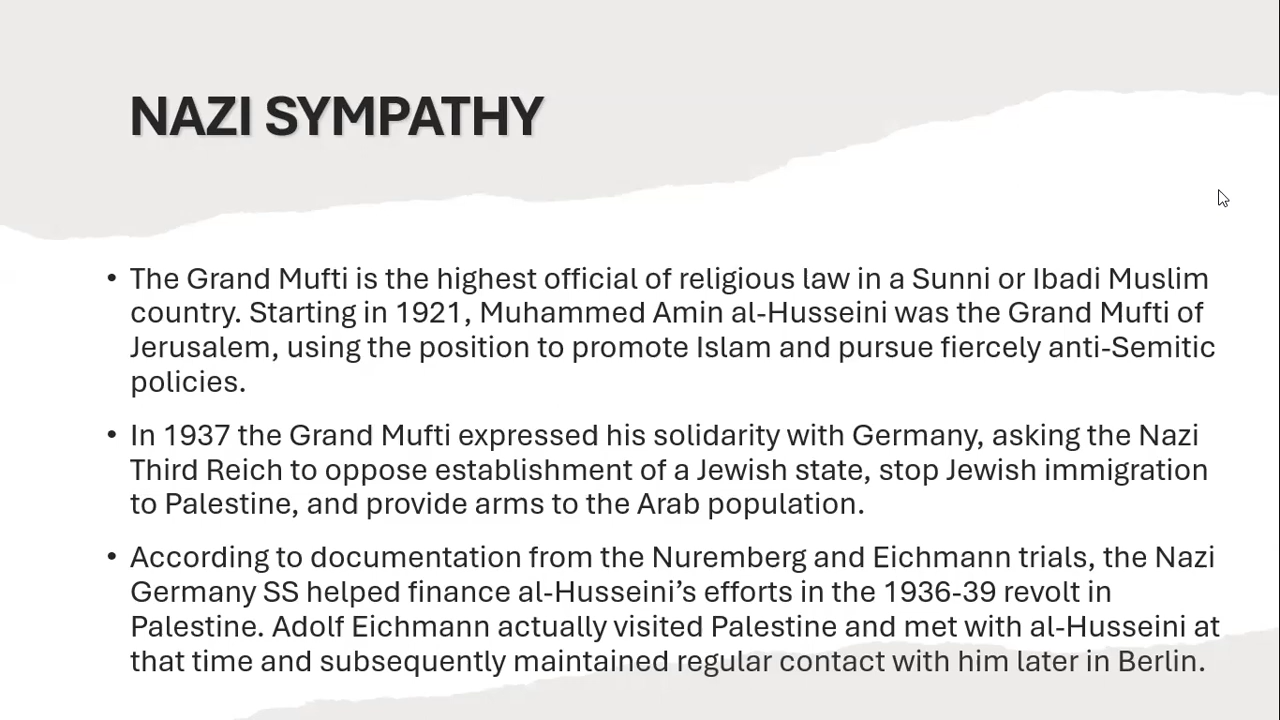 NAZI SYMPATHY
• The Grand Mufti is the highest official of religious law in a Sunni or Ibadi Muslim
country. Starting in 1921, Muhammed Amin al-Husseini was the Grand Mufti of
Jerusalem, using the position to promote Islam and pursue fiercely anti-Semitic
policies.
• In 1937 the Grand Mufti expressed his solidarity with Germany, asking the Nazi
Third Reich to oppose establishment of a Jewish state, stop Jewish immigration
to Palestine, and provide arms to the Arab population.
• According to documentation from the Nuremberg and Eichmann trials, the Nazi
Germany SS helped finance al-Husseini’s efforts in the 1936-39 revolt in
Palestine. Adolf Eichmann actually visited Palestine and met with al-Husseini at
that time and subsequently maintained regular contact with him later in Berlin.